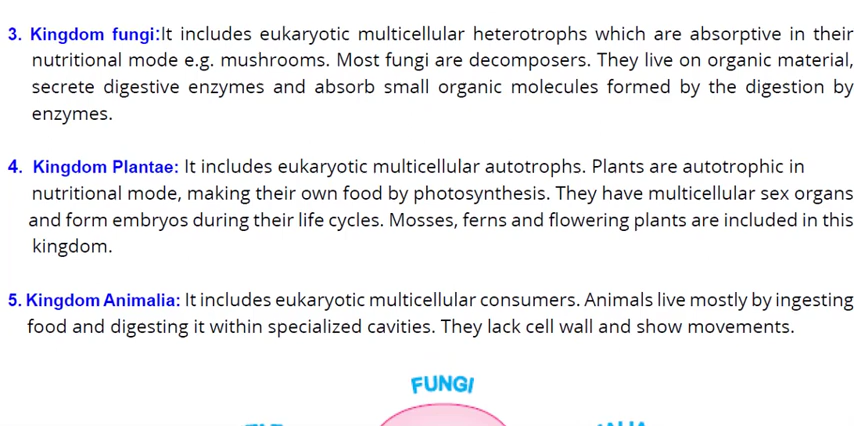 3. Kingdom fungi:It includes eukaryotic multicellular heterotrophs which are absorptive in their
nutritional mode e.g. mushrooms. Most fungi are decomposers. They live on organic material,
secrete digestive enzymes and absorb small organic molecules formed by the digestion by
enzymes.
4. Kingdom Plantae: It includes eukaryotic multicellular autotrophs. Plants are autotrophic in
nutritional mode, making their own food by photosynthesis. They have multicellular sex organs
and form embryos during their life cycles. Mosses, ferns and flowering plants are included in this
kingdom.
5. Kingdom Animalia: It includes eukaryotic multicellular consumers. Animals live mostly by ingesting
food and digesting it within specialized cavities. They lack cell wall and show movements.
FUNGI